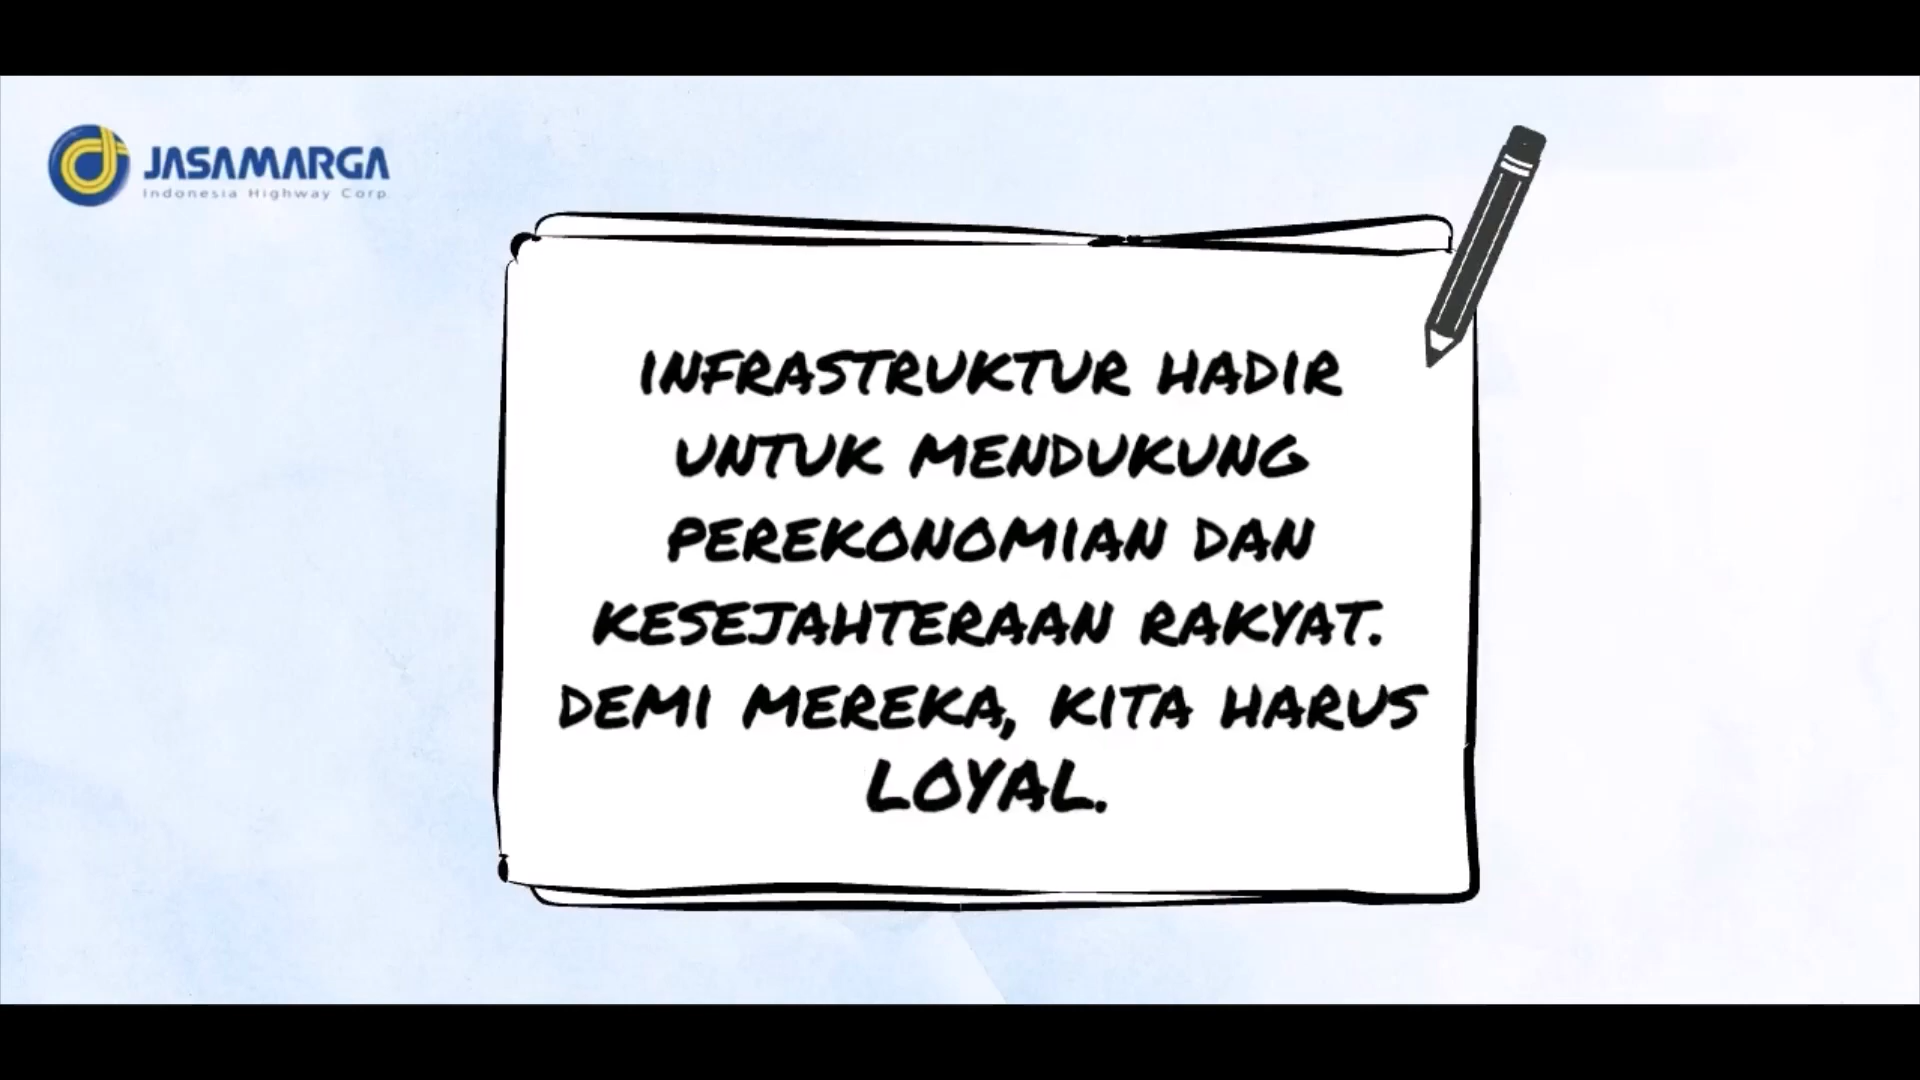 JASAMARGA
Indonesia Highway Corp
INFRASTRUKTUR HADIR
UNTUK MENDUKUNG
PEREKONOMIAN DAN
KESEJAHTERAAN RAKYAT.
DEMI MEREKA, KITA HARUS
LOYAL.